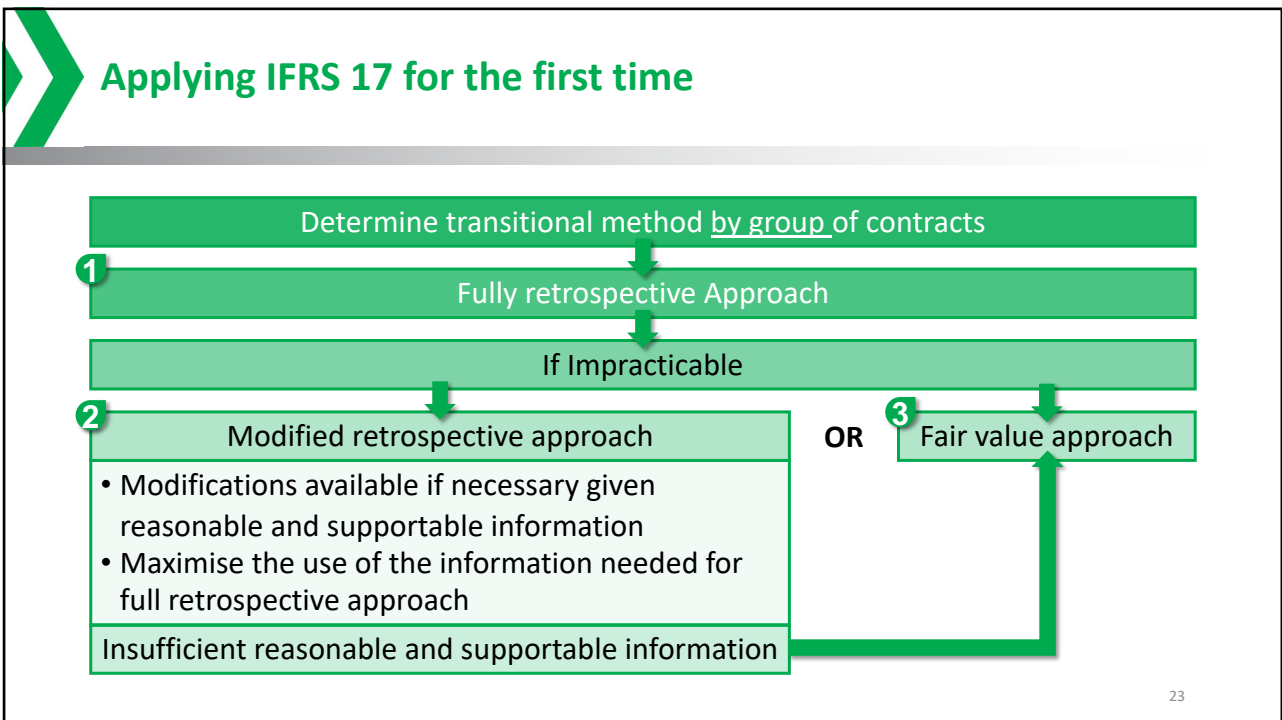 Applying IFRS 17 for the first time
Determine transitional method by group of contracts
1
Fully retrospective Approach
If Impracticable
2
Modified retrospective approach
OR
3
Fair value approach
• Modifications available if necessary given
reasonable and supportable information
• Maximise the use of the information needed for
full retrospective approach
Insufficient reasonable and supportable information
23